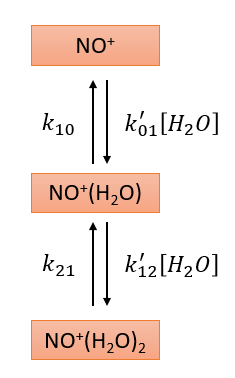 NO⁺
k₁₀ k′₀₁[H₂O]
NO⁺(H₂O)
k₂₁ k′₁₂[H₂O]
NO⁺(H₂O)₂